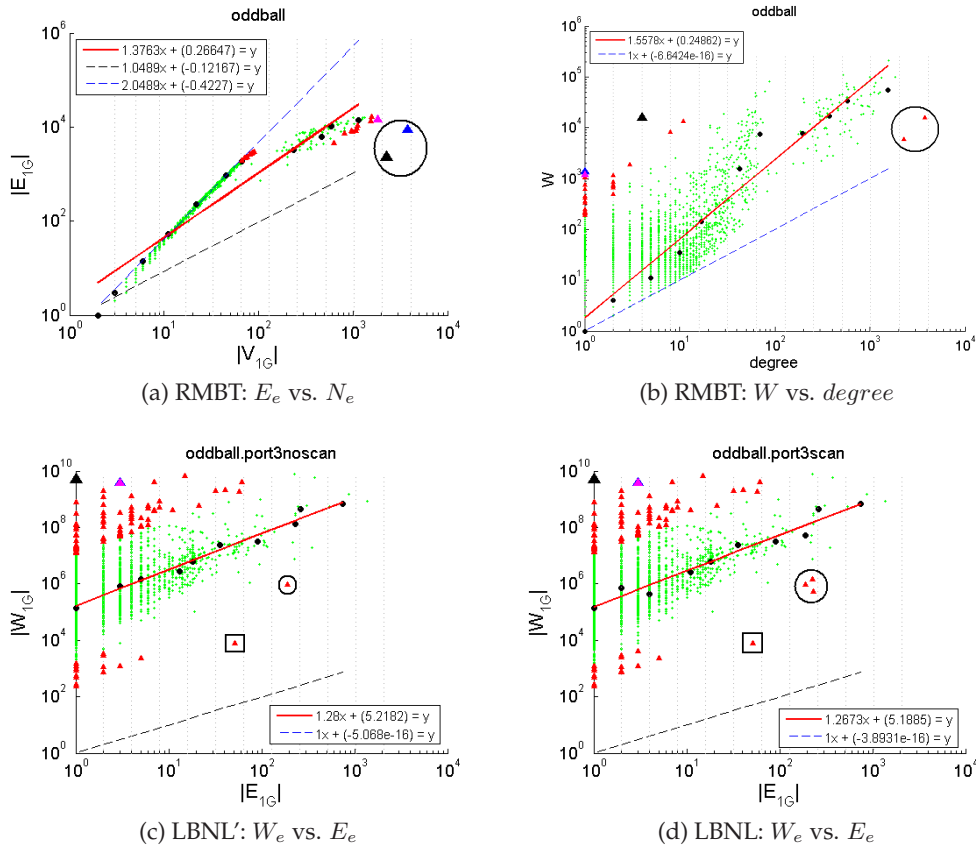 oddball
1.3763x + (0.26647) = y
1.0489x + (-0.12167) = y
2.0489x + (-0.4227) = y
|E1G|
10^6
10^4
10^2
10^0
10^0 10^1 10^2 10^3 10^4
|V1G|
(a) RMBT: E_e vs. N_e
oddball
1.5578x + (0.24862) = y
1x + (-6.6424e-16) = y
W
10^6
10^5
10^4
10^3
10^2
10^1
10^0
10^0 10^1 10^2 10^3 10^4
degree
(b) RMBT: W vs. degree
oddball.port3noscan
|W1G|
10^10
10^8
10^6
10^4
10^2
10^0
1.28x + (5.2182) = y
1x + (-5.068e-16) = y
10^0 10^1 10^2 10^3 10^4
|E1G|
(c) LBNL′: W_e vs. E_e
oddball.port3scan
|W1G|
10^10
10^8
10^6
10^4
10^2
10^0
1.2673x + (5.1885) = y
1x + (-3.8931e-16) = y
10^0 10^1 10^2 10^3 10^4
|E1G|
(d) LBNL: W_e vs. E_e